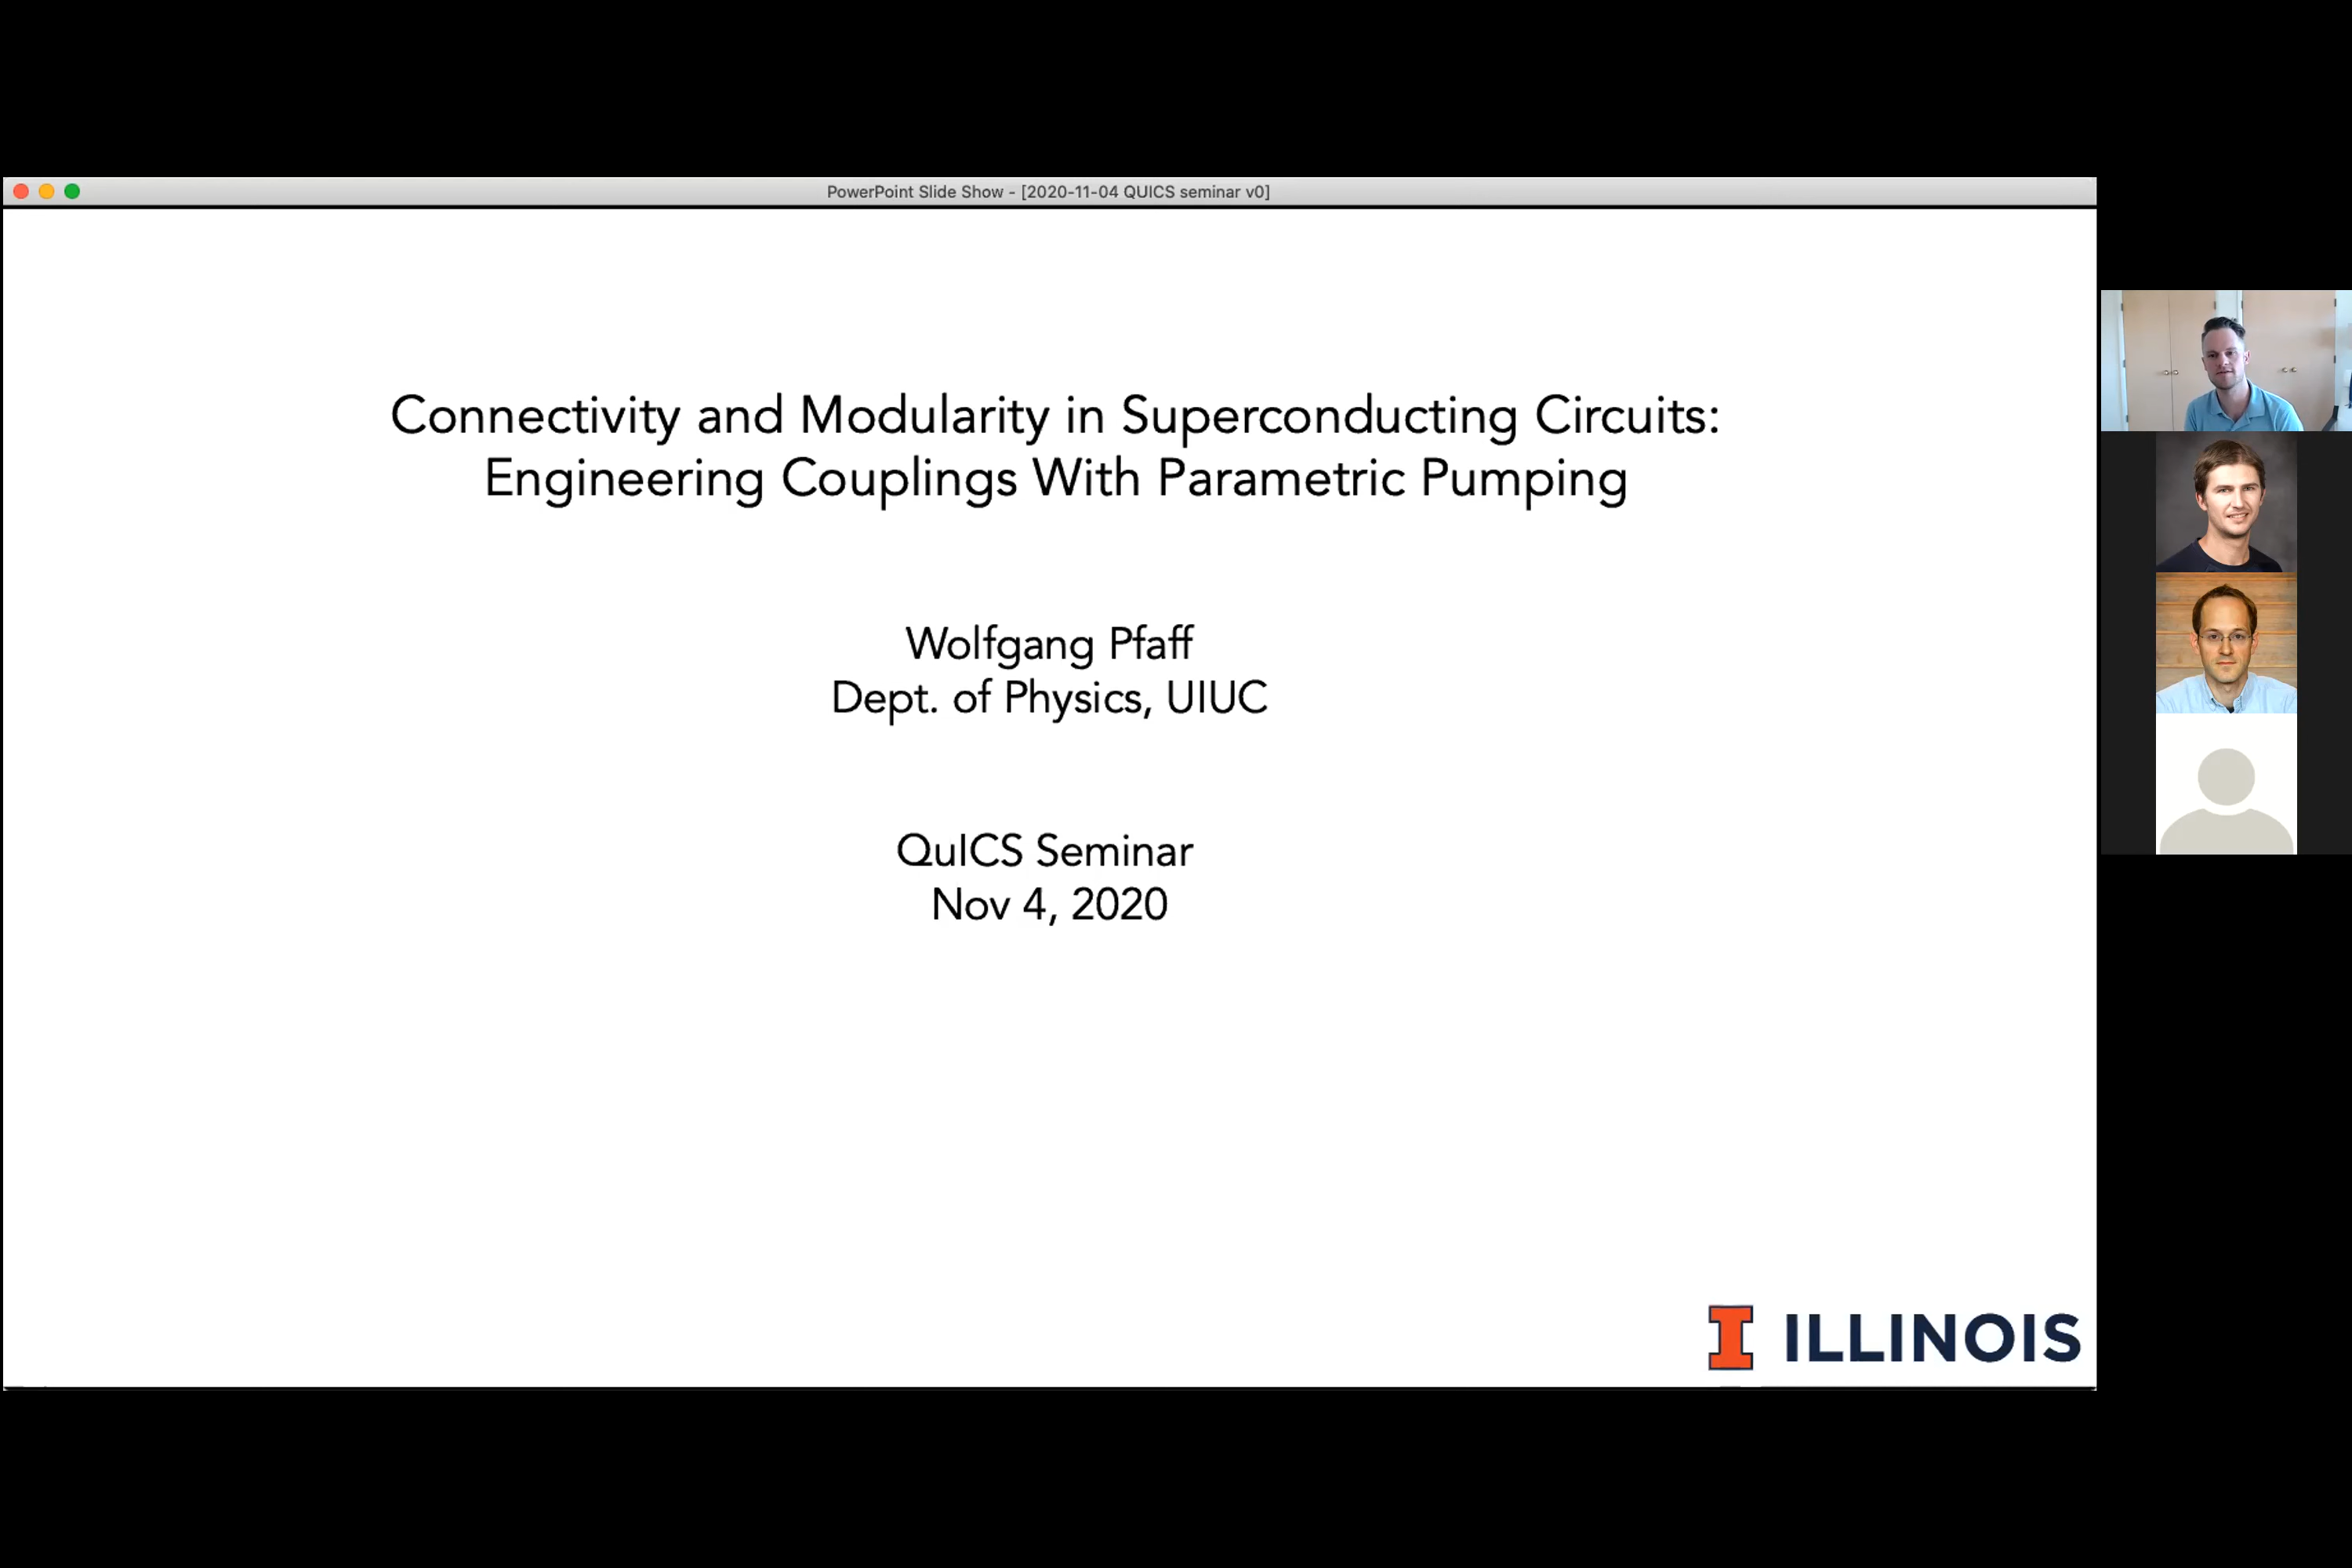 PowerPoint Slide Show - [2020-11-04 QUICS seminar v0]
Connectivity and Modularity in Superconducting Circuits:
Engineering Couplings With Parametric Pumping
Wolfgang Pfaff
Dept. of Physics, UIUC
QuICS Seminar
Nov 4, 2020
I ILLINOIS